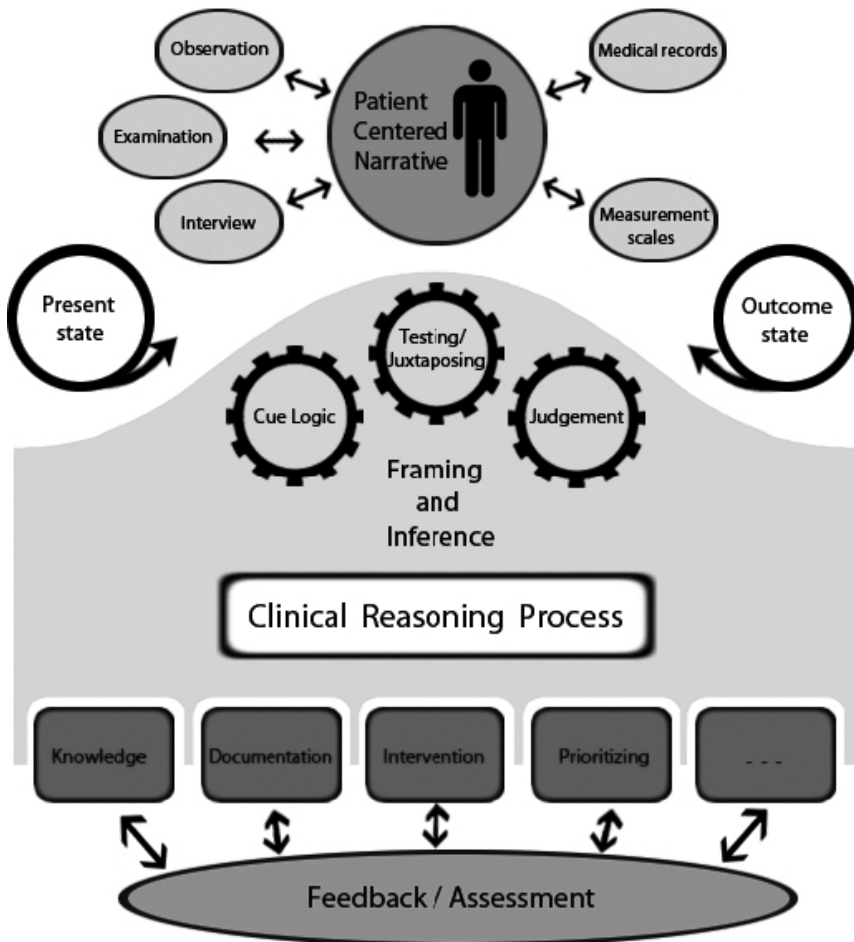 Observation
Medical records
Patient
Centered
Narrative
Examination
Interview
Measurement
scales
Present
state
Outcome
state
Testing/
Juxtaposing
Cue Logic
Judgement
Framing
and
Inference
Clinical Reasoning Process
Knowledge
Documentation
Intervention
Prioritizing
- - -
Feedback / Assessment